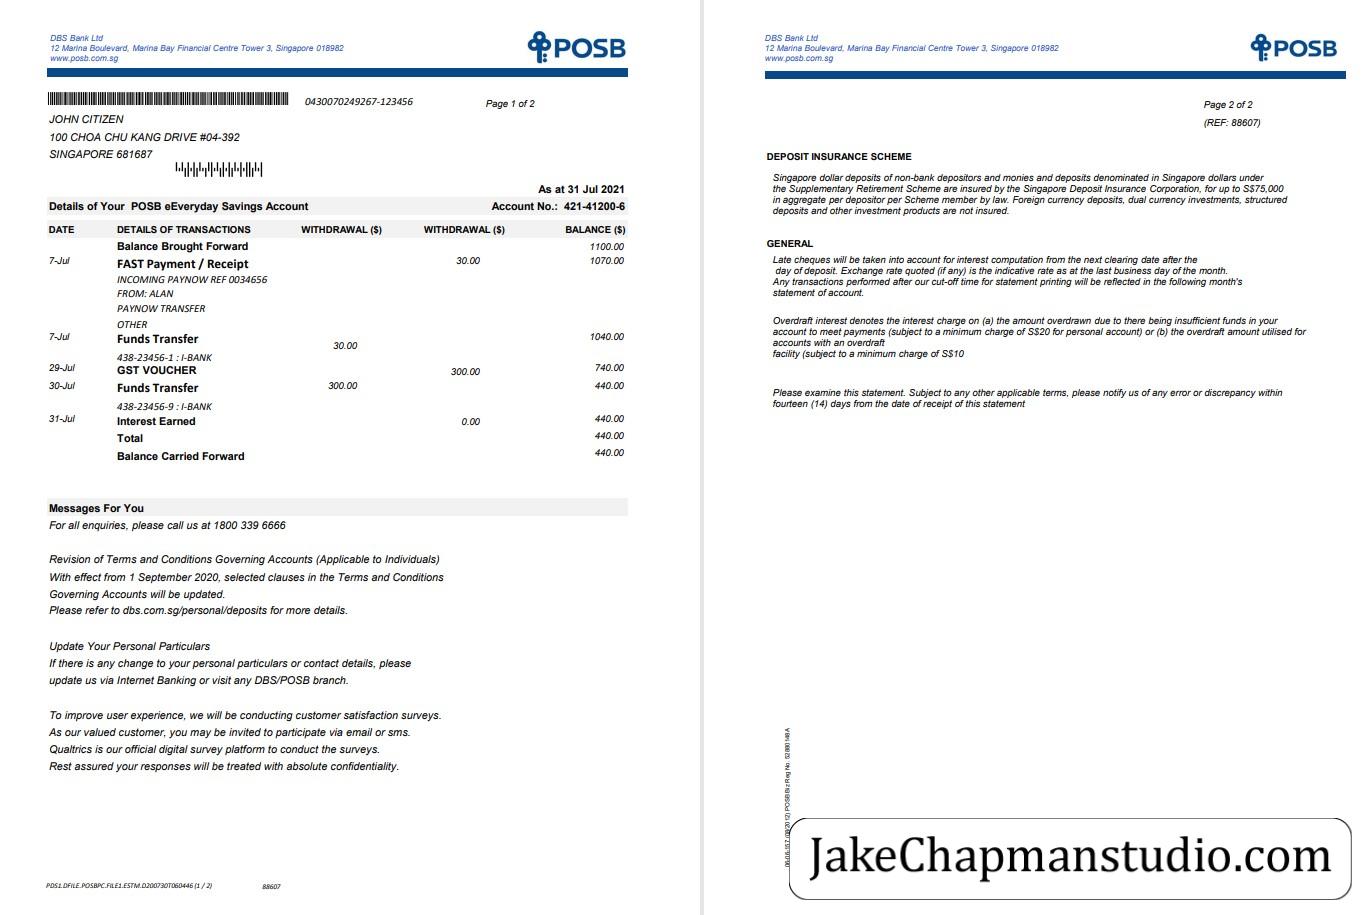 DBS Bank Ltd
12 Marina Boulevard, Marina Bay Financial Centre Tower 3, Singapore 018982
www.posb.com.sg
POSB
0430070249267-123456 Page 1 of 2
JOHN CITIZEN
100 CHOA CHU KANG DRIVE #04-392
SINGAPORE 681687
As at 31 Jul 2021
Details of Your POSB eEveryday Savings Account Account No.: 421-41200-6
DATE DETAILS OF TRANSACTIONS WITHDRAWAL ($) WITHDRAWAL ($) BALANCE ($)
Balance Brought Forward 1100.00
7-Jul FAST Payment / Receipt 30.00 1070.00
INCOMING PAYNOW REF 0034656
FROM: ALAN
PAYNOW TRANSFER
OTHER
7-Jul Funds Transfer 30.00 1040.00
438-23456-1 : I-BANK
29-Jul GST VOUCHER 300.00 740.00
30-Jul Funds Transfer 300.00 440.00
438-23456-9 : I-BANK
31-Jul Interest Earned 0.00 440.00
Total 440.00
Balance Carried Forward 440.00
Messages For You
For all enquiries, please call us at 1800 339 6666
Revision of Terms and Conditions Governing Accounts (Applicable to Individuals)
With effect from 1 September 2020, selected clauses in the Terms and Conditions
Governing Accounts will be updated.
Please refer to dbs.com.sg/personal/deposits for more details.
Update Your Personal Particulars
If there is any change to your personal particulars or contact details, please
update us via Internet Banking or visit any DBS/POSB branch.
To improve user experience, we will be conducting customer satisfaction surveys.
As our valued customer, you may be invited to participate via email or sms.
Qualtrics is our official digital survey platform to conduct the surveys.
Rest assured your responses will be treated with absolute confidentiality.
PDS1.DFILE.POSBPC.FILE1.ESTM.D200730T060446 (1 / 2) 88607
DBS Bank Ltd
12 Marina Boulevard, Marina Bay Financial Centre Tower 3, Singapore 018982
www.posb.com.sg
POSB
Page 2 of 2
(REF: 88607)
DEPOSIT INSURANCE SCHEME
Singapore dollar deposits of non-bank depositors and monies and deposits denominated in Singapore dollars under
the Supplementary Retirement Scheme are insured by the Singapore Deposit Insurance Corporation, for up to S$75,000
in aggregate per depositor per Scheme member by law. Foreign currency deposits, dual currency investments, structured
deposits and other investment products are not insured.
GENERAL
Late cheques will be taken into account for interest computation from the next clearing date after the
day of deposit. Exchange rate quoted (if any) is the indicative rate as at the last business day of the month.
Any transactions performed after our cut-off time for statement printing will be reflected in the following month's
statement of account.
Overdraft interest denotes the interest charge on (a) the amount overdrawn due to there being insufficient funds in your
account to meet payments (subject to a minimum charge of S$20 for personal account) or (b) the overdraft amount utilised for
accounts with an overdraft
facility (subject to a minimum charge of S$10
Please examine this statement. Subject to any other applicable terms, please notify us of any error or discrepancy within
fourteen (14) days from the date of receipt of this statement
POSB Biz Reg No.
JakeChapmanstudio.com